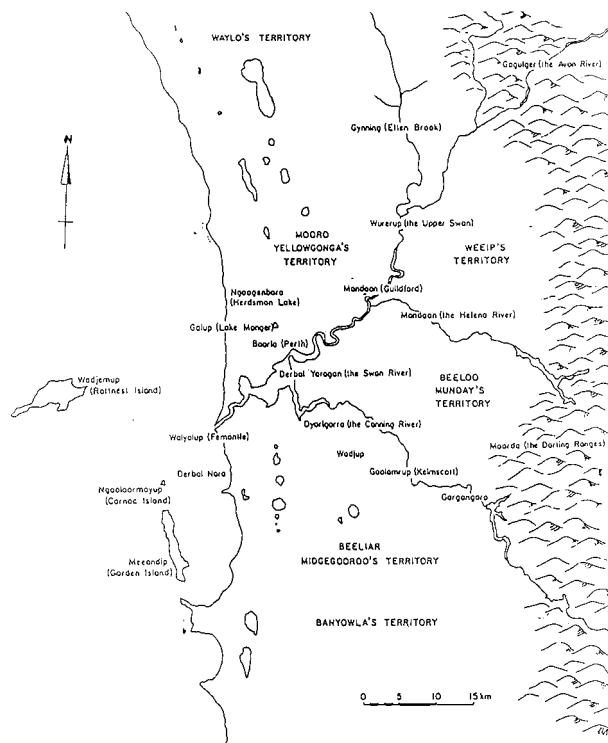 WAYLO'S TERRITORY
Gogulger (the Avon River)
N
Gynning (Ellen Brook)
Wurerup (the Upper Swan)
MOORO
YELLOWGONGA'S
TERRITORY
WEEIP'S
TERRITORY
Ngoogenboro
(Herdsman Lake)
Mandoon (Guildford)
Mandoon (the Helena River)
Galup (Lake Monger)
Boorlo (Perth)
Wadjemup
(Rottnest Island)
Derbal Yaragan (the Swan River)
BEELOO
MUNDAY'S
TERRITORY
Dyarlgarra (the Canning River)
Walyalup (Femantle)
Moorda (the Darling Ranges)
Wadjup
Derbal Nara
Goolamrup (Kelmscott)
Ngooloormayup
(Carnac Island)
Gargangara
BEELIAR
MIDGEGOOROO'S TERRITORY
Meeandip
(Garden Island)
BANYOWLA'S TERRITORY
0 5 10 15 km